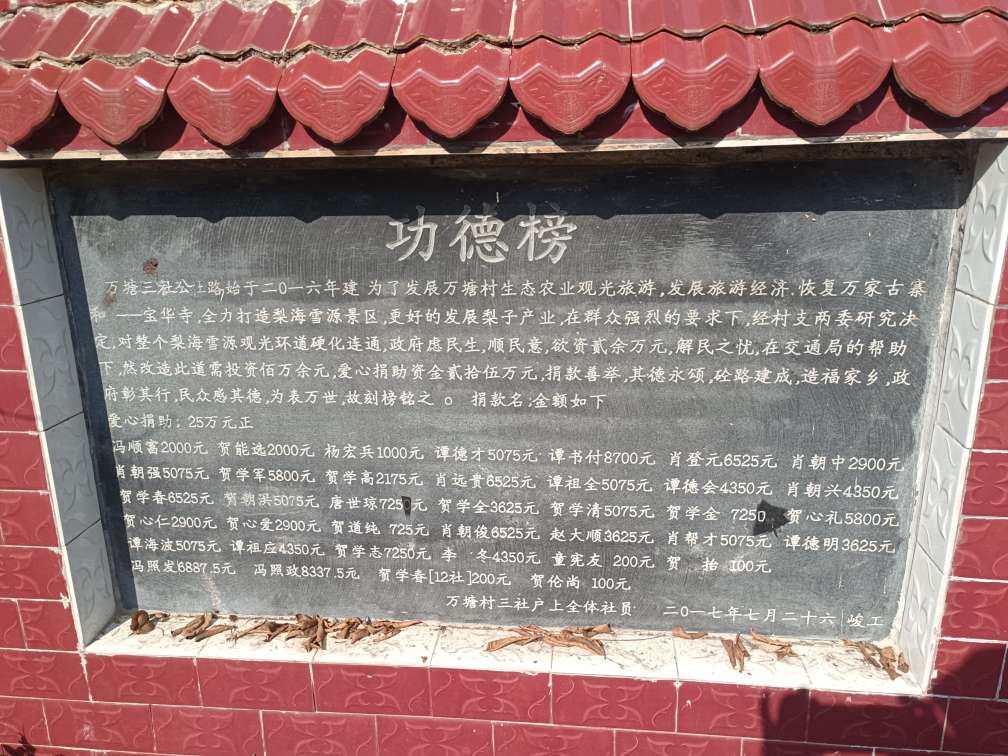 功德榜
万塘三社公路始于二0一六年建 为了发展万塘村生态农业观光旅游,发展旅游经济.恢复万家古寨
和 ——宝华寺,全力打造梨海雪源景区,更好的发展梨子产业,在群众强烈的要求下,经村支两委研究决
定,对整个梨海雪源观光环道硬化连通,政府虑民生,顺民意,欲资贰余万元,解民之忧,在交通局的帮助
下,然改造此道需投资佰万余元,爱心捐助资金贰拾伍万元,捐款善举,其德永颂,砼路建成,造福家乡,政
府彰其行,民众感其德,为表万世,故刻榜铭之 。 捐款名;金额如下
爱心捐助;25万元正
冯顺富2000元 贺能选2000元 杨宏兵1000元 谭德才5075元 谭书付8700元 肖登元6525元 肖朝中2900元
肖朝强5075元 贺学军5800元 贺学高2175元 肖远贵6525元 谭祖全5075元 谭德会4350元 肖朝兴4350元
贺学春6525元 贺朝洪5075元 唐世琼7250元 贺学全3625元 贺学清5075元 贺学金 7250 贺心礼5800元
贺心仁2900元 贺心爱2900元 贺道纯 725元 肖朝俊6525元 赵大顺3625元 肖帮才5075元 谭德明3625元
谭海波5075元 谭祖应4350元 贺学志7250元 李 冬4350元 童宪友 200元 贺 抬 100元
冯照发6887.5元 冯照政8337.5元 贺学春[12社]200元 贺伦尚 100元
万塘村三社户上全体社员 二0一七年七月二十六 峻工